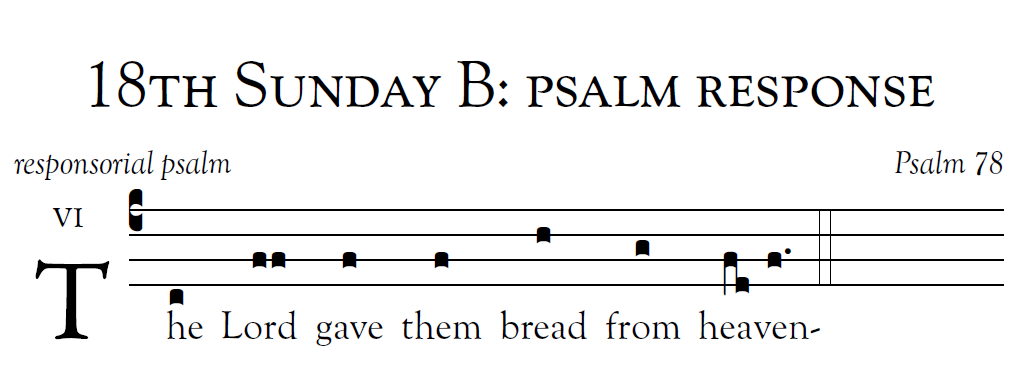 18th Sunday B: psalm response
responsorial psalm Psalm 78
VI
The Lord gave them bread from heaven-